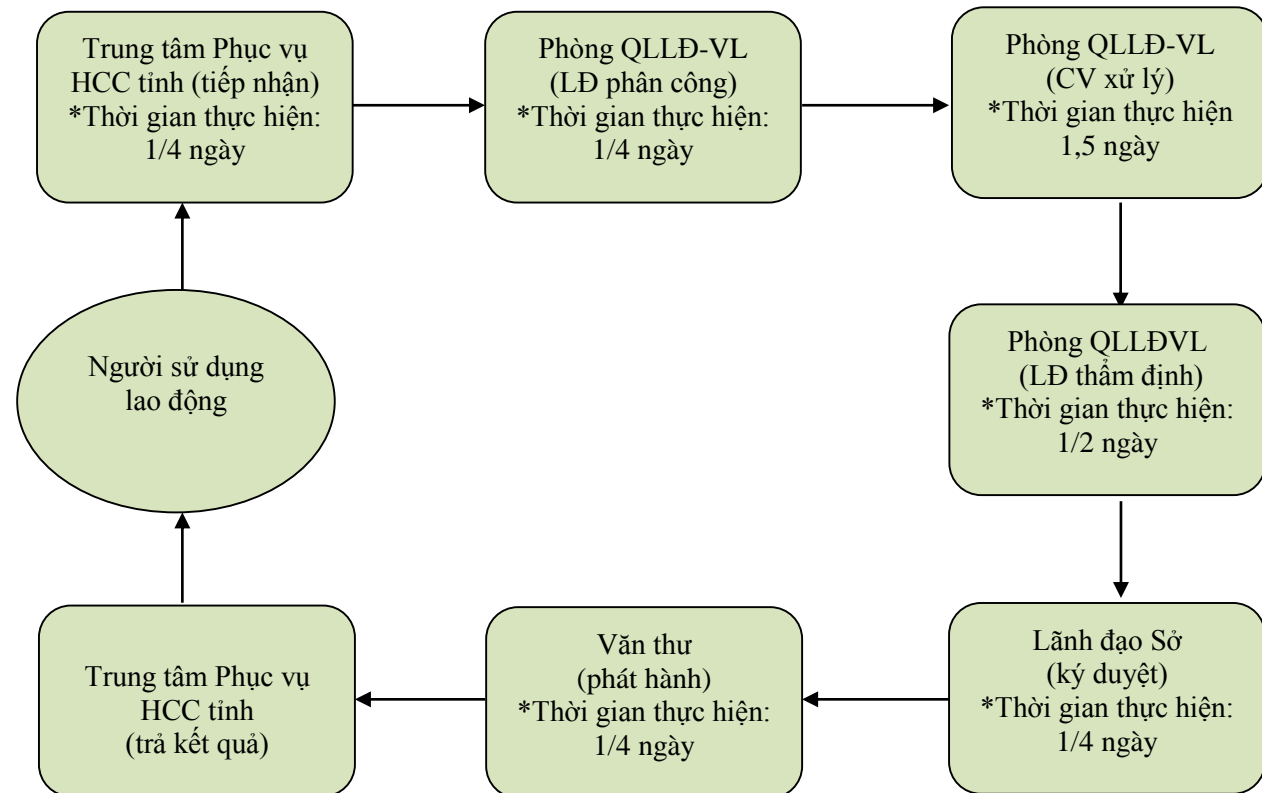 Trung tâm Phục vụ
HCC tỉnh (tiếp nhận)
*Thời gian thực hiện:
1/4 ngày
Phòng QLLĐ-VL
(LĐ phân công)
*Thời gian thực hiện:
1/4 ngày
Phòng QLLĐ-VL
(CV xử lý)
*Thời gian thực hiện
1,5 ngày
Phòng QLLĐVL
(LĐ thẩm định)
*Thời gian thực hiện:
1/2 ngày
Lãnh đạo Sở
(ký duyệt)
*Thời gian thực hiện:
1/4 ngày
Văn thư
(phát hành)
*Thời gian thực hiện:
1/4 ngày
Trung tâm Phục vụ
HCC tỉnh
(trả kết quả)
Người sử dụng
lao động